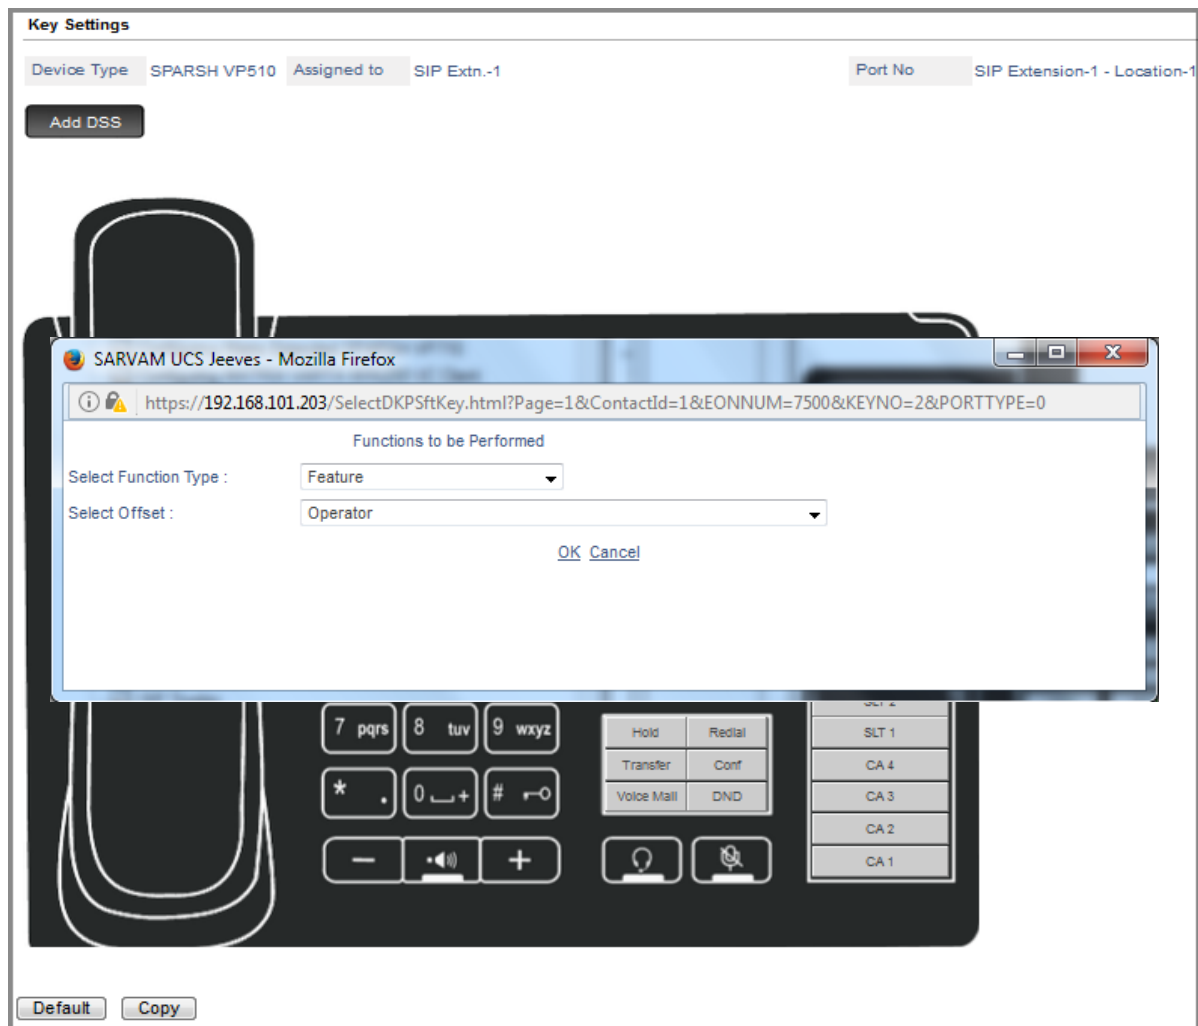 Key Settings
Device Type SPARSH VP510 Assigned to SIP Extn.-1 Port No SIP Extension-1 - Location-1
Add DSS
SARVAM UCS Jeeves - Mozilla Firefox
https://192.168.101.203/SelectDKPSftKey.html?Page=1&ContactId=1&EONNUM=7500&KEYNO=2&PORTTYPE=0
Functions to be Performed
Select Function Type : Feature
Select Offset : Operator
OK Cancel
7 pqrs 8 tuv 9 wxyz
Hold Redial SLT 1
Transfer Conf CA 4
* . 0 + #
Voice Mail DND CA 3
CA 2
− +
CA 1
Default Copy